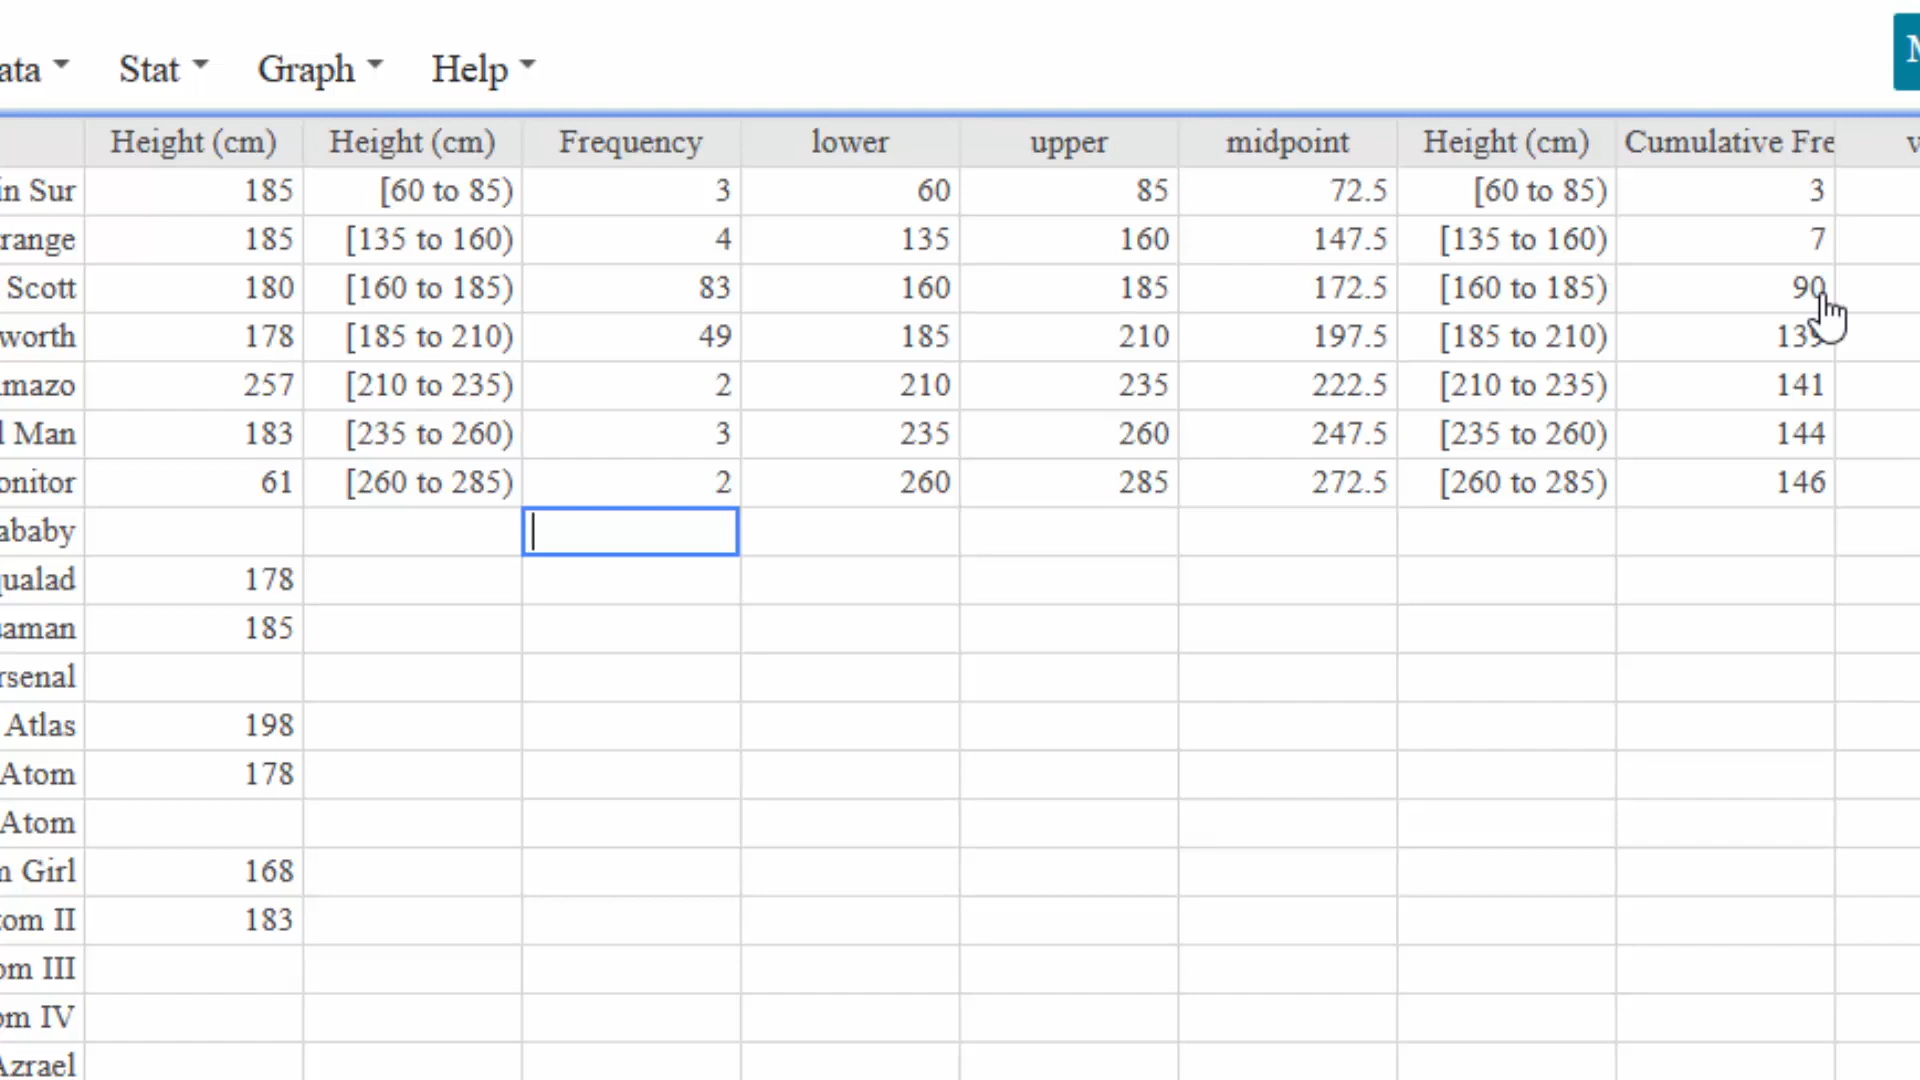 ata Stat Graph Help
Height (cm) Height (cm) Frequency lower upper midpoint Height (cm) Cumulative Fre
in Sur 185 [60 to 85) 3 60 85 72.5 [60 to 85) 3
range 185 [135 to 160) 4 135 160 147.5 [135 to 160) 7
Scott 180 [160 to 185) 83 160 185 172.5 [160 to 185) 90
worth 178 [185 to 210) 49 185 210 197.5 [185 to 210) 139
mazo 257 [210 to 235) 2 210 235 222.5 [210 to 235) 141
l Man 183 [235 to 260) 3 235 260 247.5 [235 to 260) 144
onitor 61 [260 to 285) 2 260 285 272.5 [260 to 285) 146
ababy
qualad 178
uaman 185
rsenal
Atlas 198
Atom 178
Atom
m Girl 168
tom II 183
om III
om IV
Azrael